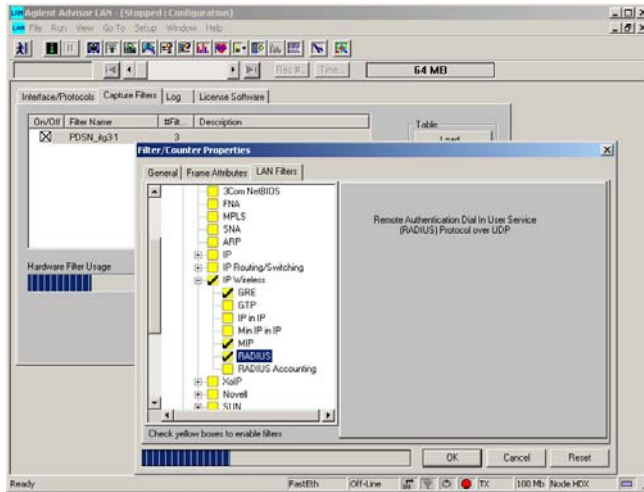 Agilent Advisor LAN - [Stopped : Configuration]
File Run View Go To Setup Window Help
Rec #... Time... 64 MB
Interface/Protocols Capture Filters Log License Software
On/Off Filter Name #Filt... Description
PDSN_ilg31 3
Table
Load
Filter/Counter Properties
General Frame Attributes LAN Filters
3Com NetBIOS
FNA
MPLS
SNA
ARP
IP
IP Routing/Switching
IP Wireless
GRE
GTP
IP in IP
Min IP in IP
MIP
RADIUS
RADIUS Accounting
XoIP
Novell
SUN
Remote Authentication Dial In User Service
(RADIUS) Protocol over UDP
Hardware Filter Usage
Check yellow boxes to enable filters
OK Cancel Reset
Ready FastEth Off-Line TX 100 Mb Node HDX